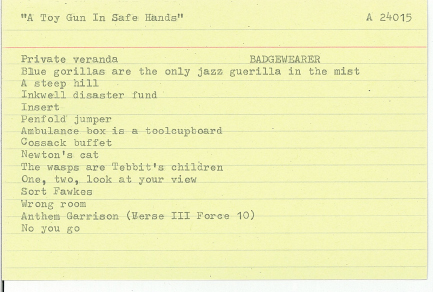 "A Toy Gun In Safe Hands" A 24015
Private veranda BADGEWEARER
Blue gorillas are the only jazz guerilla in the mist
A steep hill
Inkwell disaster fund
Insert
Penfold jumper
Ambulance box is a toolcupboard
Cossack buffet
Newton's cat
The wasps are Tebbit's children
One, two, look at your view
Sort Fawkes
Wrong room
Anthem Garrison (Verse III Force 10)
No you go